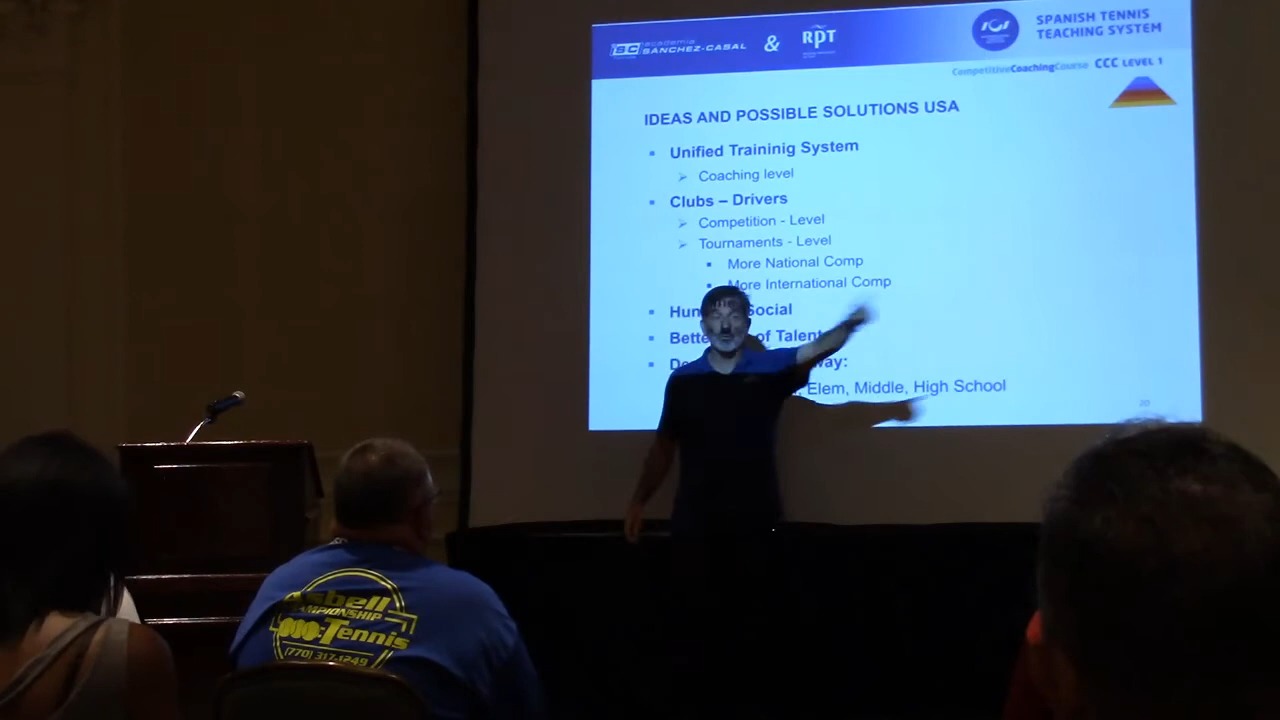 academia
SANCHEZ-CASAL
&
RPT
SPANISH TENNIS
TEACHING SYSTEM
CompetitiveCoachingCourse CCC LEVEL 1
IDEAS AND POSSIBLE SOLUTIONS USA
Unified Traininig System
Coaching level
Clubs – Drivers
Competition - Level
Tournaments - Level
More National Comp
More International Comp
Social
of Talent
Elem, Middle, High School
20
CHAMPIONSHIP
Tennis
(770) 317-1249